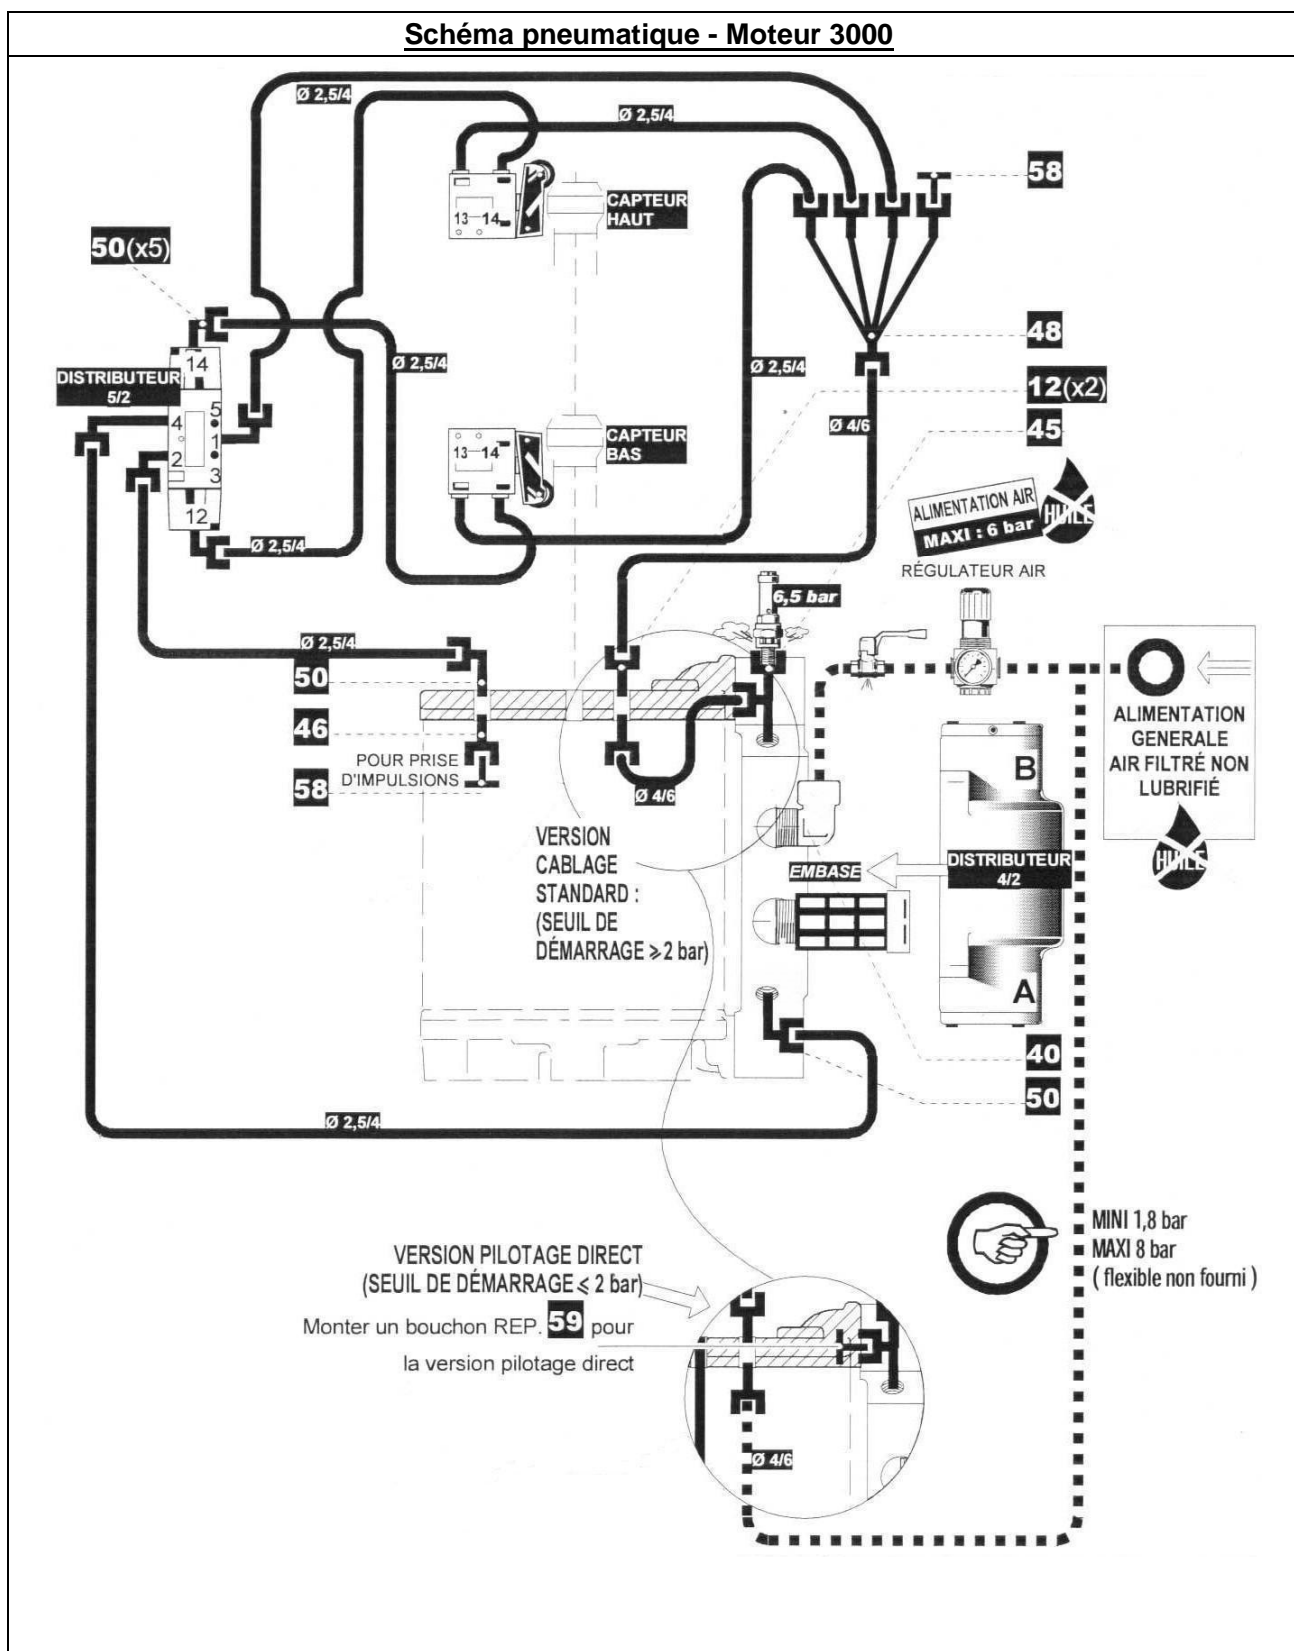 Schéma pneumatique - Moteur 3000
Ø 2,5/4
Ø 2,5/4
58
CAPTEUR
HAUT
13 14
50(x5)
48
14
DISTRIBUTEUR
5/2
Ø 2,5/4
Ø 2,5/4
12(x2)
5
4
1
2
3
12
Ø 4/6
45
CAPTEUR
BAS
13 14
ALIMENTATION AIR
MAXI : 6 bar
HUILE
Ø 2,5/4
RÉGULATEUR AIR
6,5 bar
Ø 2,5/4
50
46
POUR PRISE
D'IMPULSIONS
58
Ø 4/6
ALIMENTATION
GENERALE
AIR FILTRÉ NON
LUBRIFIÉ
HUILE
B
VERSION
CABLAGE
STANDARD :
(SEUIL DE
DÉMARRAGE ⩾ 2 bar)
EMBASE
DISTRIBUTEUR
4/2
A
40
50
Ø 2,5/4
MINI 1,8 bar
MAXI 8 bar
( flexible non fourni )
VERSION PILOTAGE DIRECT
(SEUIL DE DÉMARRAGE ⩽ 2 bar)
Monter un bouchon REP. 59 pour
la version pilotage direct
Ø 4/6